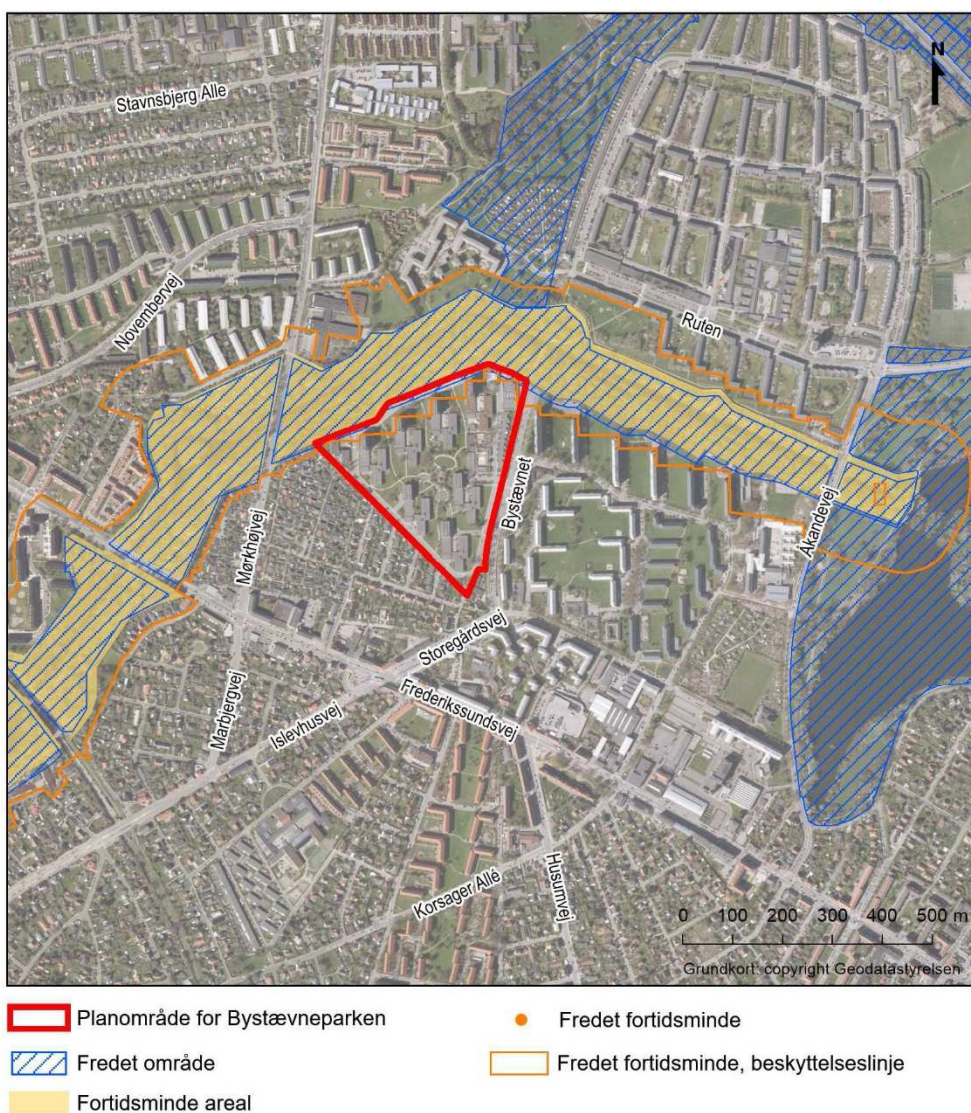 N
Stavnsbjerg Alle
Novembervej
Ruten
Bystævnet
Åkandevej
Mørkhøjvej
Storegårdsvej
Marbjergvej
Islevhusvej
Frederikssundsvej
Husumvej
Korsager Allé
0 100 200 300 400 500 m
Grundkort: copyright Geodatastyrelsen
Planområde for Bystævneparken
Fredet fortidsminde
Fredet område
Fredet fortidsminde, beskyttelseslinje
Fortidsminde areal